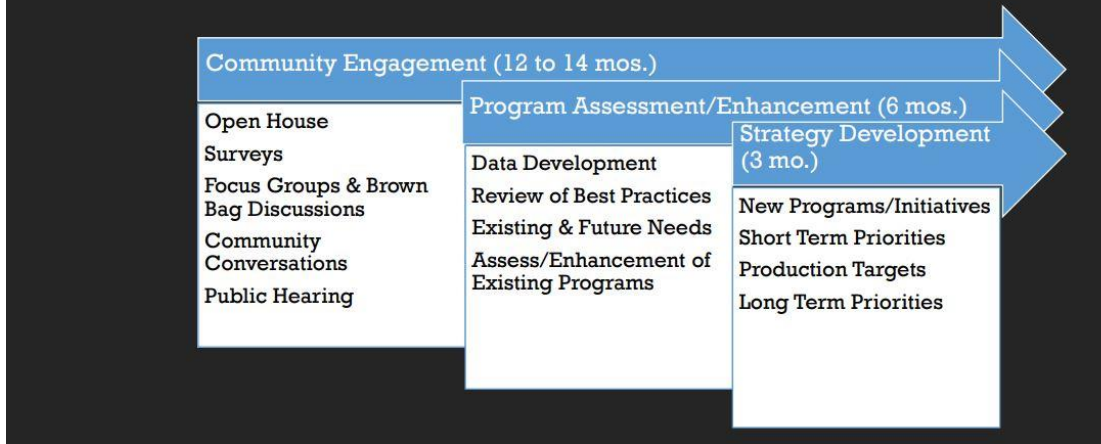 Community Engagement (12 to 14 mos.)
Open House
Surveys
Focus Groups & Brown
Bag Discussions
Community
Conversations
Public Hearing
Program Assessment/Enhancement (6 mos.)
Data Development
Review of Best Practices
Existing & Future Needs
Assess/Enhancement of
Existing Programs
Strategy Development
(3 mo.)
New Programs/Initiatives
Short Term Priorities
Production Targets
Long Term Priorities